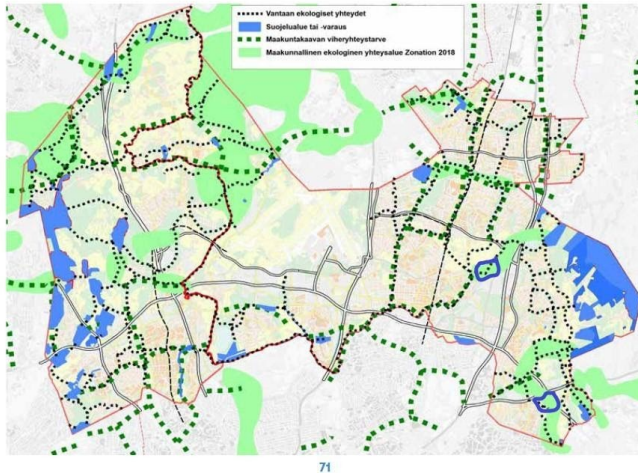 Vantaan ekologiset yhteydet
Suojelualue tai -varaus
Maakuntakaavan viheryhteystarve
Maakunnallinen ekologinen yhteysalue Zonation 2018
71